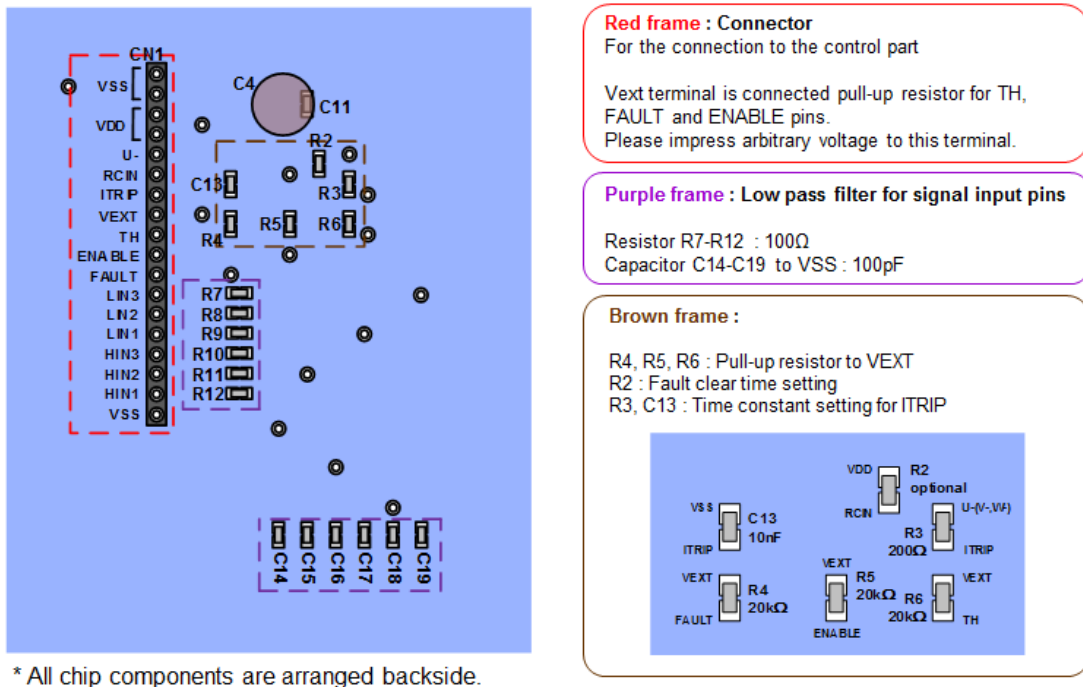 CN1
VSS
VDD
U-
RCIN
ITRIP
VEXT
TH
ENABLE
FAULT
LIN3
LIN2
LIN1
HIN3
HIN2
HIN1
VSS
C4
C11
R2
C13
R3
R4
R5
R6
R7
R8
R9
R10
R11
R12
C14
C15
C16
C17
C18
C19
* All chip components are arranged backside.
Red frame : Connector
For the connection to the control part
Vext terminal is connected pull-up resistor for TH,
FAULT and ENABLE pins.
Please impress arbitrary voltage to this terminal.
Purple frame : Low pass filter for signal input pins
Resistor R7-R12 : 100Ω
Capacitor C14-C19 to VSS : 100pF
Brown frame :
R4, R5, R6 : Pull-up resistor to VEXT
R2 : Fault clear time setting
R3, C13 : Time constant setting for ITRIP
VDD
R2
optional
RCIN
VSS
C13
10nF
ITRIP
U-(V-,W-)
R3
200Ω
ITRIP
VEXT
R4
20kΩ
FAULT
VEXT
R5
20kΩ
ENABLE
VEXT
R6
20kΩ
TH